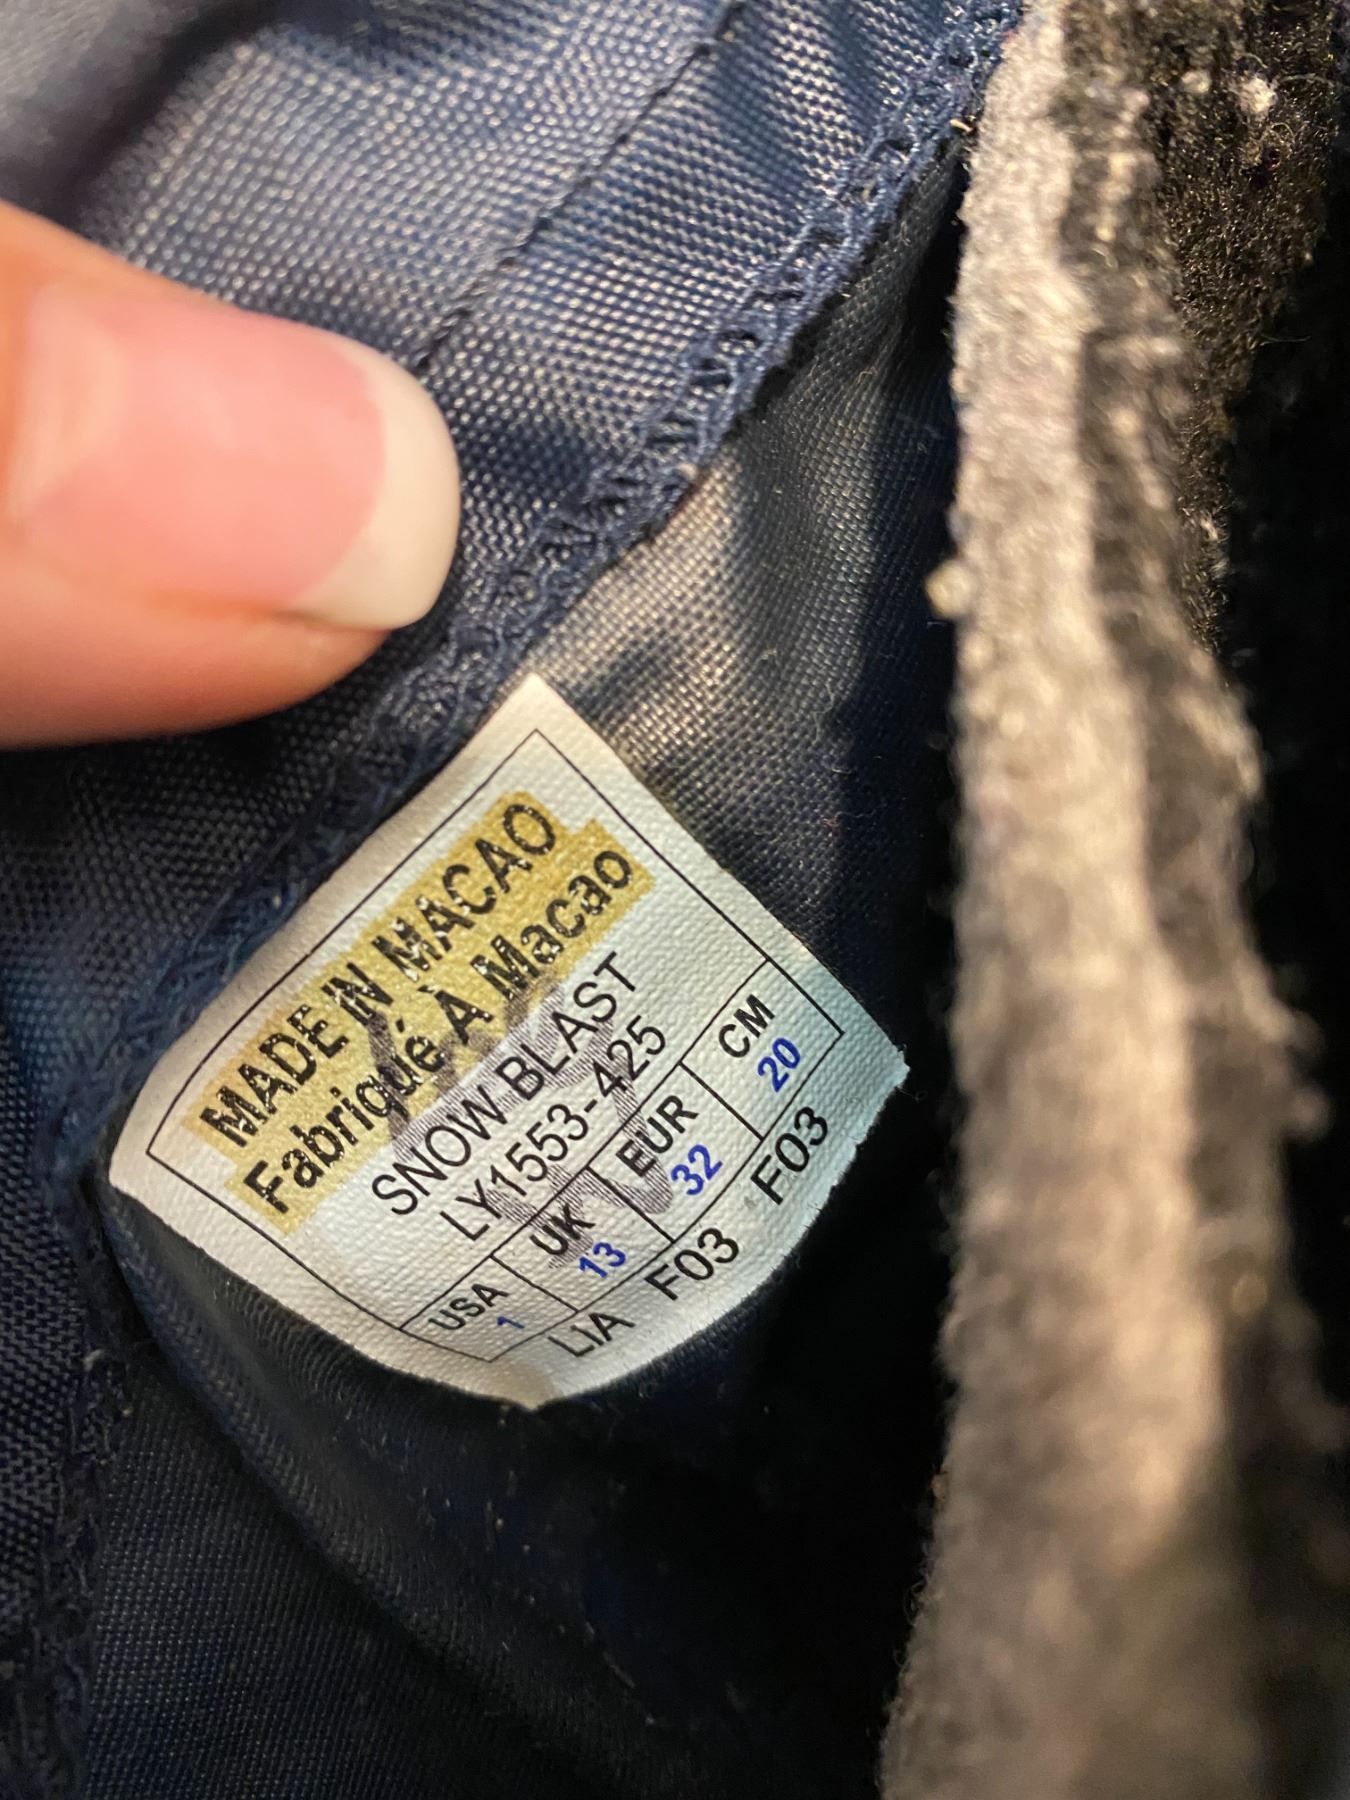 MADE IN MACAO
Fabriqué À Macao
SNOW BLAST
LY1553-425
USA UK EUR CM
1 13 32 20
LIA F03 F03